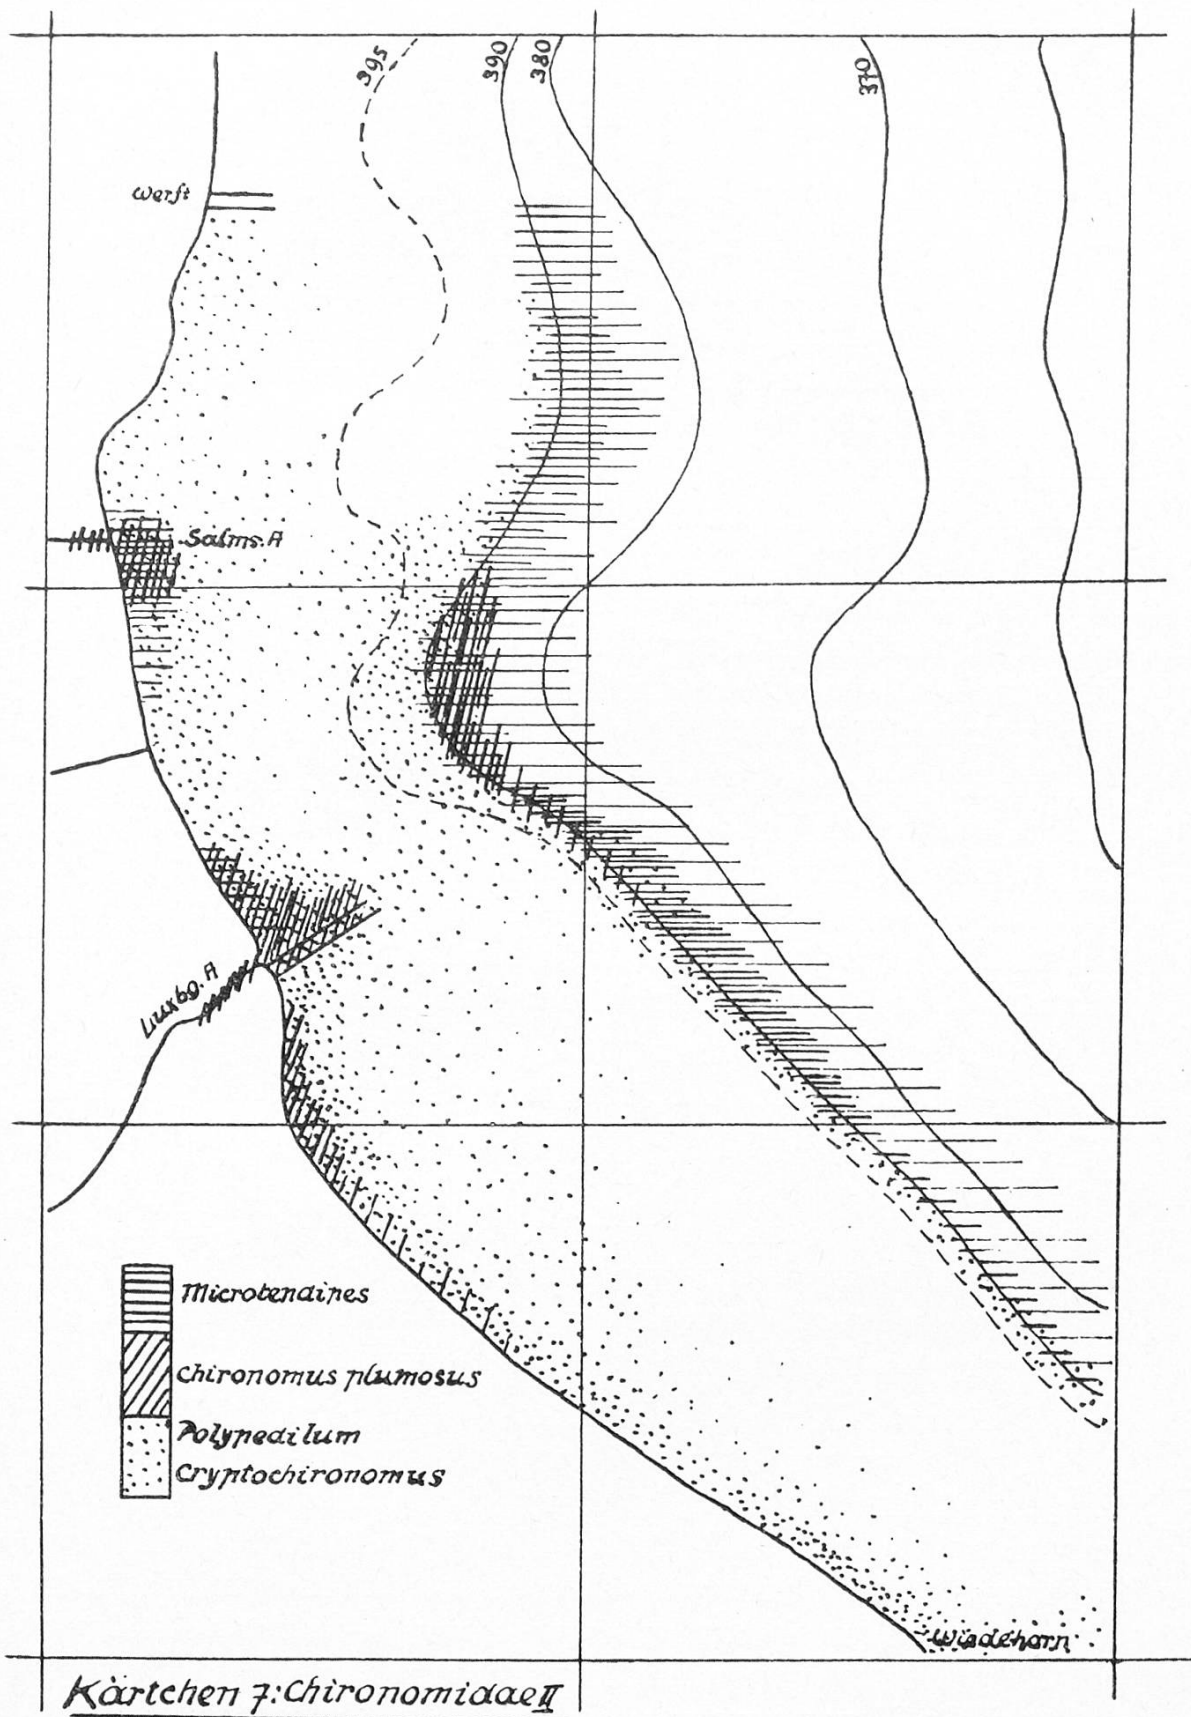 395
390
380
370
Werft
Salms. A
Luxbg. A
Microtendipes
Chironomus plumosus
Polypedilum
Cryptochironomus
Wiedehorn
Kärtchen 7: Chironomidae II